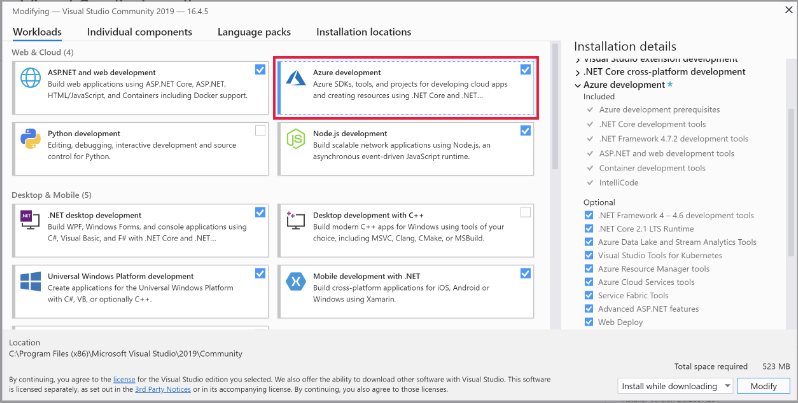 Modifying — Visual Studio Community 2019 — 16.4.5
Workloads
Individual components
Language packs
Installation locations
Web & Cloud (4)
ASP.NET and web development
Build web applications using ASP.NET Core, ASP.NET,
HTML/JavaScript, and Containers including Docker support.
Azure development
Azure SDKs, tools, and projects for developing cloud apps
and creating resources using .NET Core and .NET...
Python development
Editing, debugging, interactive development and source
control for Python.
Node.js development
Build scalable network applications using Node.js, an
asynchronous event-driven JavaScript runtime.
Desktop & Mobile (5)
.NET desktop development
Build WPF, Windows Forms, and console applications using
C#, Visual Basic, and F# with .NET Core and .NET...
Desktop development with C++
Build modern C++ apps for Windows using tools of your
choice, including MSVC, Clang, CMake, or MSBuild.
Universal Windows Platform development
Create applications for the Universal Windows Platform
with C#, VB, or optionally C++.
Mobile development with .NET
Build cross-platform applications for iOS, Android or
Windows using Xamarin.
Installation details
Visual Studio extension development
.NET Core cross-platform development
Azure development *
Included
Azure development prerequisites
.NET Core development tools
.NET Framework 4.7.2 development tools
ASP.NET and web development tools
Container development tools
IntelliCode
Optional
.NET Framework 4 – 4.6 development tools
.NET Core 2.1 LTS Runtime
Azure Data Lake and Stream Analytics Tools
Visual Studio Tools for Kubernetes
Azure Resource Manager tools
Azure Cloud Services tools
Service Fabric Tools
Advanced ASP.NET features
Web Deploy
Location
C:\Program Files (x86)\Microsoft Visual Studio\2019\Community
Total space required 523 MB
By continuing, you agree to the license for the Visual Studio edition you selected. We also offer the ability to download other software with Visual Studio. This software
is licensed separately, as set out in the 3rd Party Notices or in its accompanying license. By continuing, you also agree to those licenses.
Install while downloading
Modify